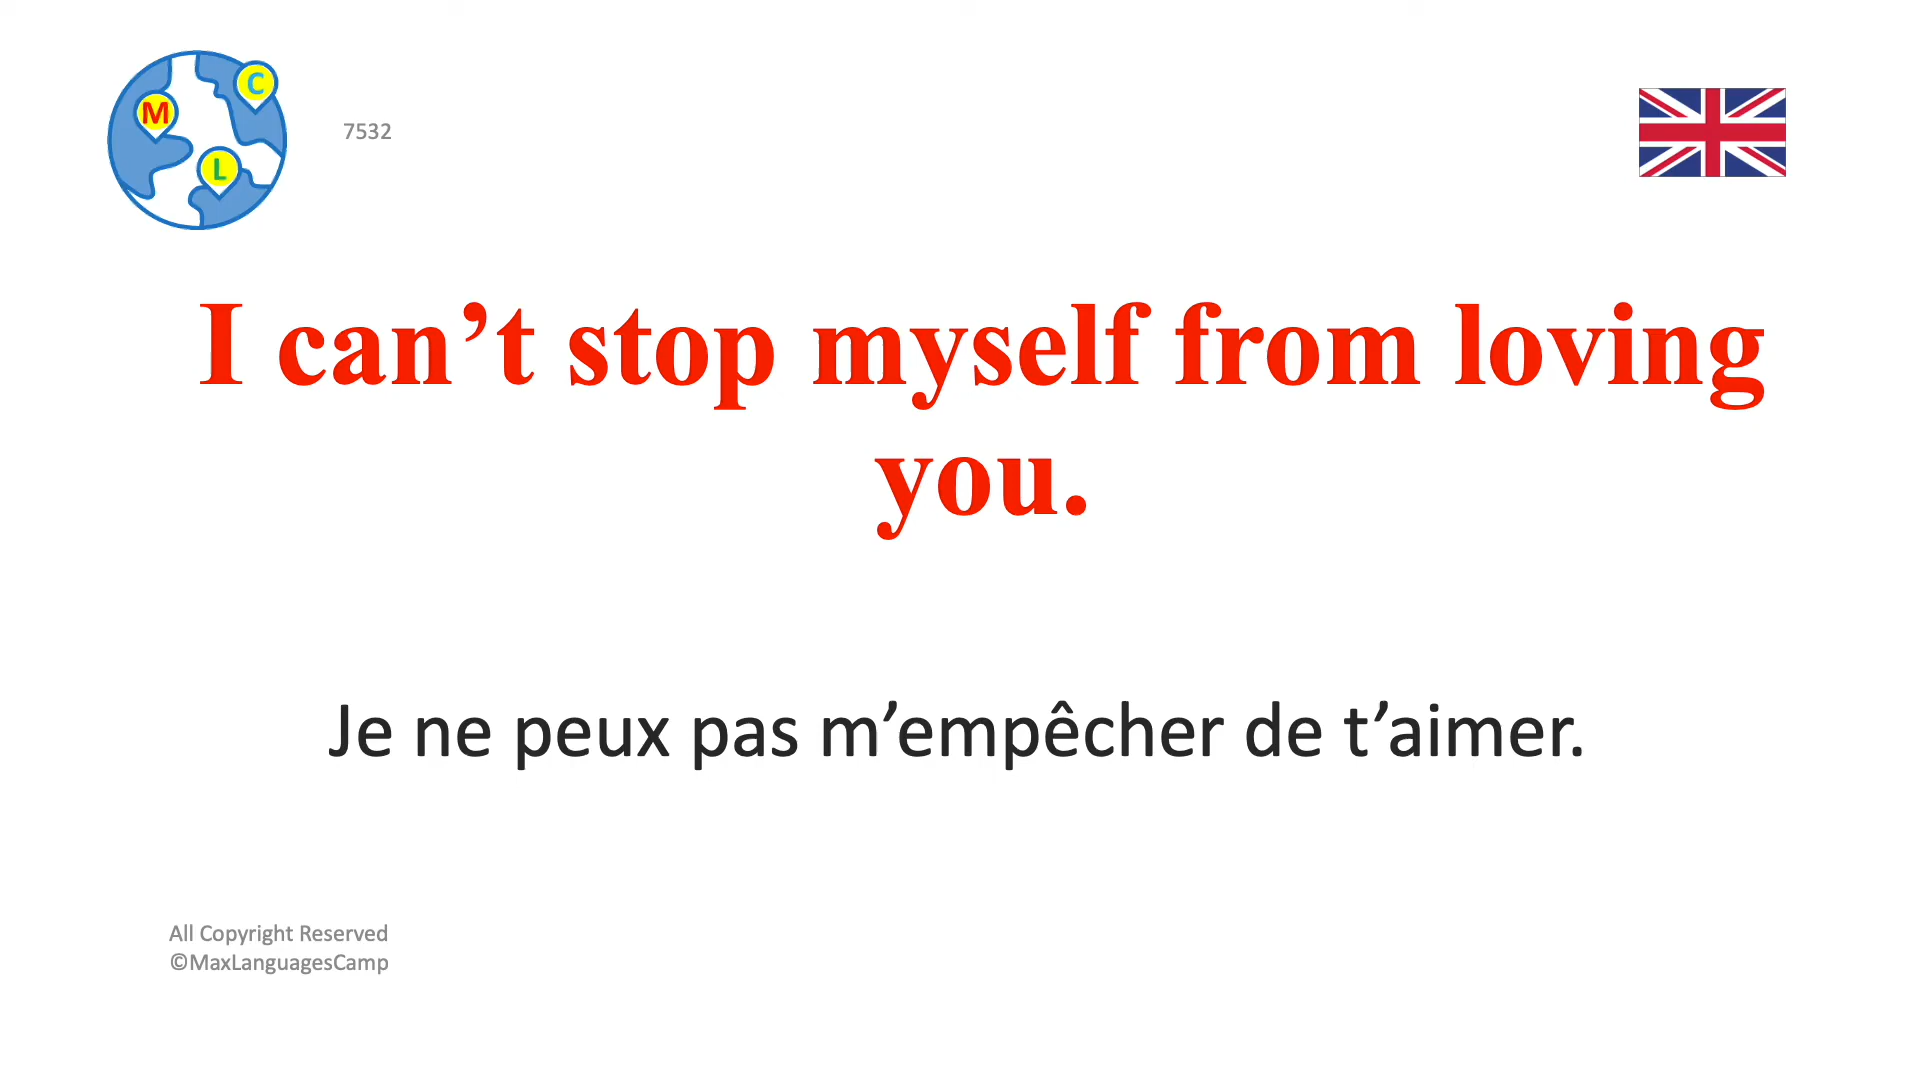 M
C
L
7532
I can’t stop myself from loving
you.
Je ne peux pas m’empêcher de t’aimer.
All Copyright Reserved
©MaxLanguagesCamp